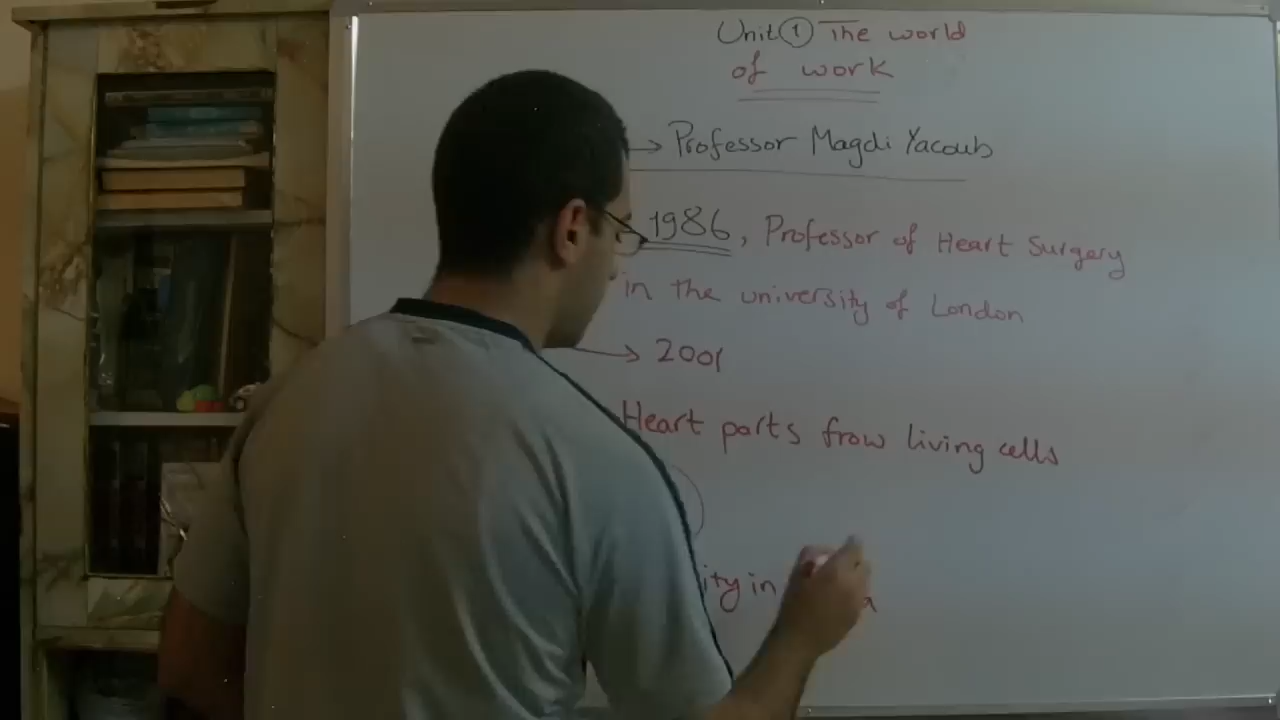 Unit ① The world
of work
→ Professor Magdi Yacoub
1986, Professor of Heart Surgery
in the university of London
→ 2001
Heart parts from living cells
ity in